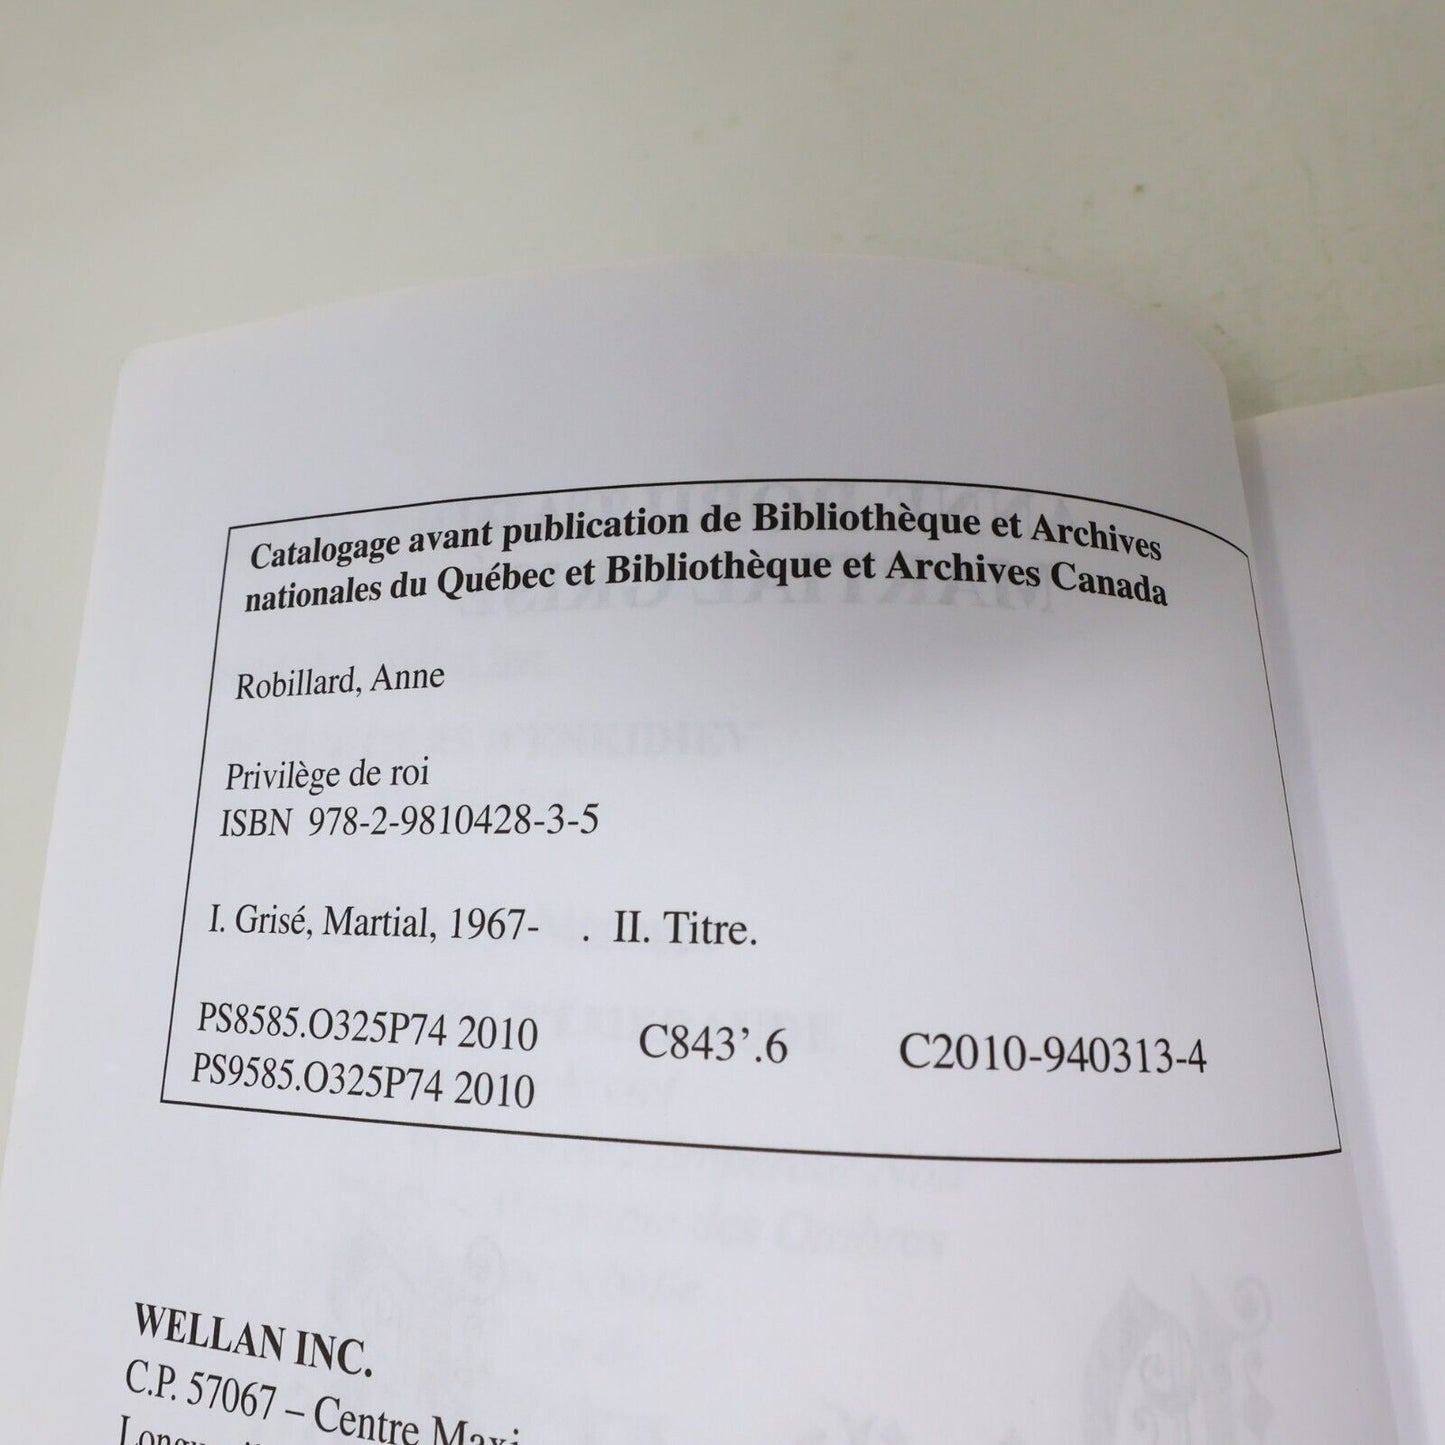 Catalogage avant publication de Bibliothèque et Archives
nationales du Québec et Bibliothèque et Archives Canada
Robillard, Anne
Privilège de roi
ISBN 978-2-9810428-3-5
I. Grisé, Martial, 1967- . II. Titre.
PS8585.O325P74 2010 C843’.6 C2010-940313-4
PS9585.O325P74 2010
WELLAN INC.
C.P. 57067 – Centre Maxi